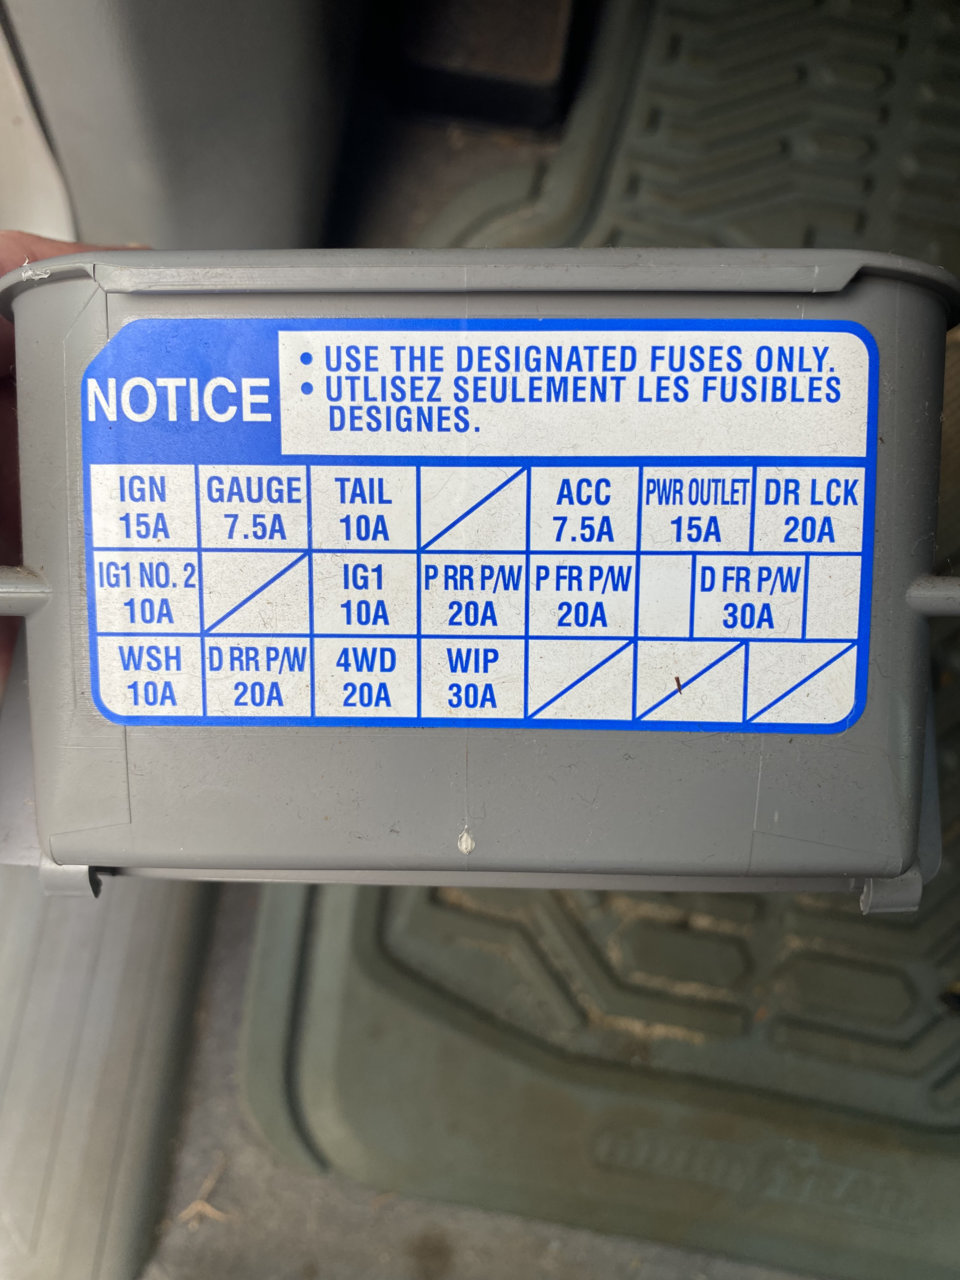 NOTICE
• USE THE DESIGNATED FUSES ONLY.
• UTLISEZ SEULEMENT LES FUSIBLES
DESIGNES.
IGN GAUGE TAIL ACC PWR OUTLET DR LCK
15A 7.5A 10A 7.5A 15A 20A
IG1 NO. 2 IG1 P RR P/W P FR P/W D FR P/W
10A 10A 20A 20A 30A
WSH D RR P/W 4WD WIP
10A 20A 20A 30A